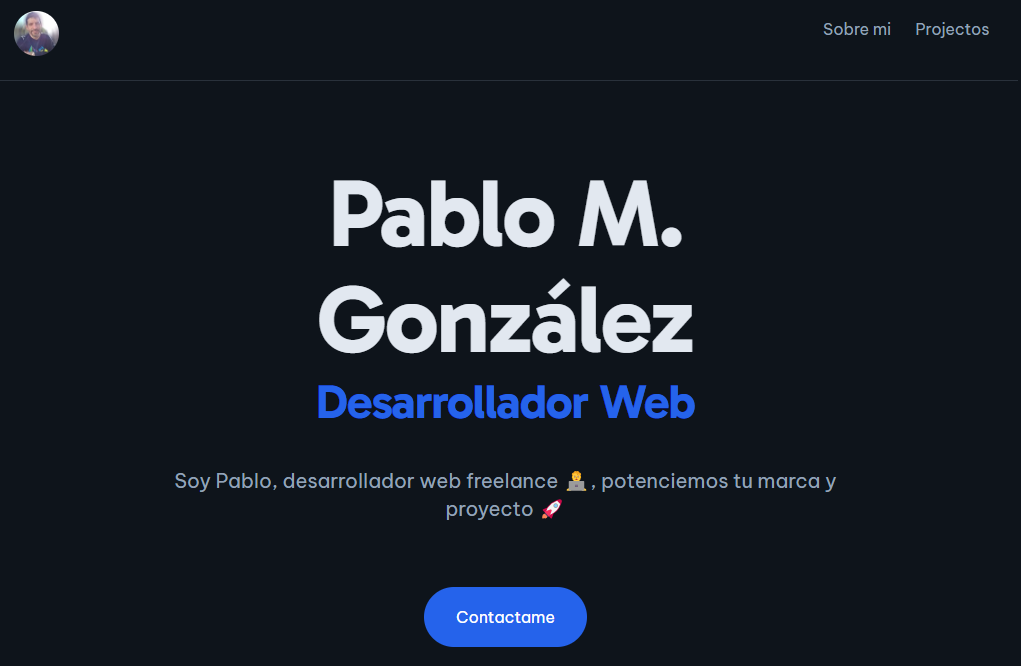 Sobre mi
Projectos
Pablo M.
González
Desarrollador Web
Soy Pablo, desarrollador web freelance 🧑‍💻, potenciemos tu marca y
proyecto 🚀
Contactame